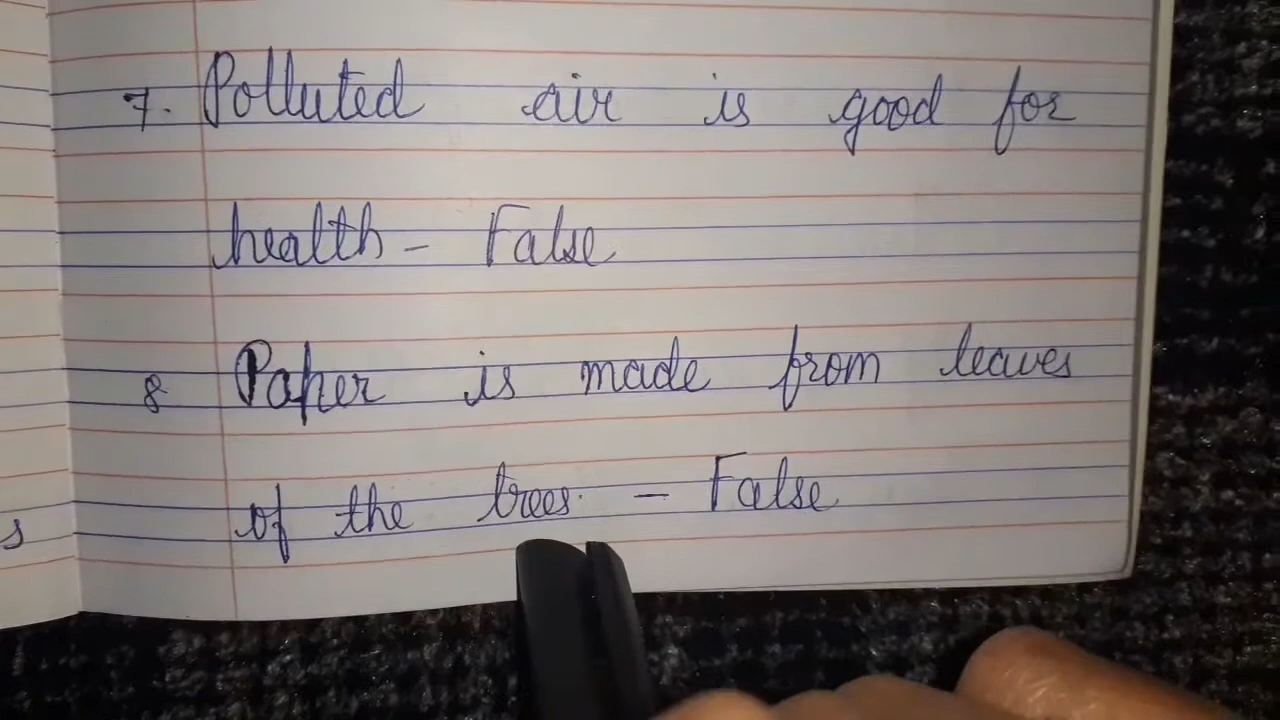 7. Polluted air is good for
health - False
8 Paper is made from leaves
of the trees. - False
s